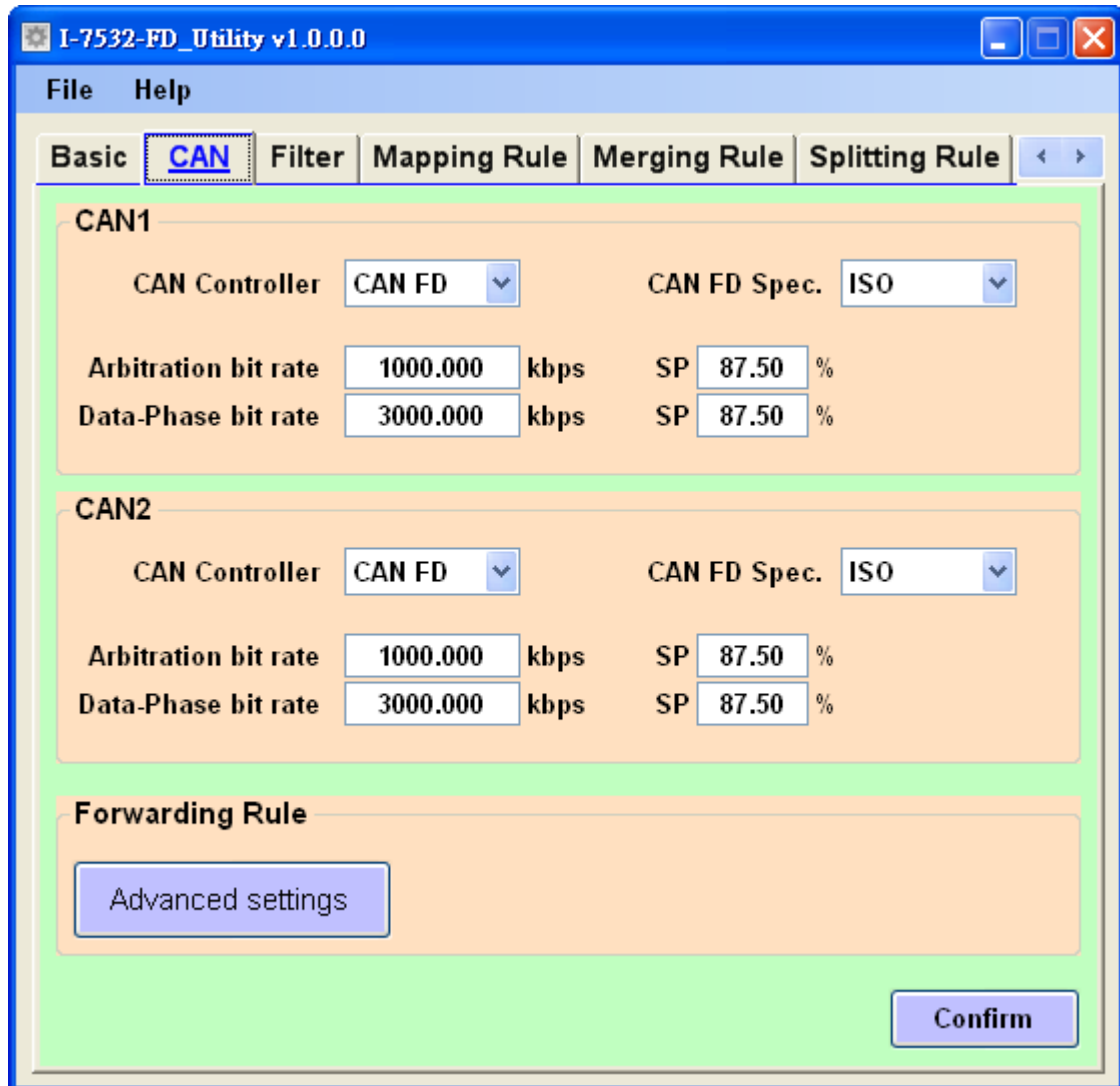 I-7532-FD_Utility v1.0.0.0
File Help
Basic CAN Filter Mapping Rule Merging Rule Splitting Rule
CAN1
CAN Controller CAN FD CAN FD Spec. ISO
Arbitration bit rate 1000.000 kbps SP 87.50 %
Data-Phase bit rate 3000.000 kbps SP 87.50 %
CAN2
CAN Controller CAN FD CAN FD Spec. ISO
Arbitration bit rate 1000.000 kbps SP 87.50 %
Data-Phase bit rate 3000.000 kbps SP 87.50 %
Forwarding Rule
Advanced settings
Confirm